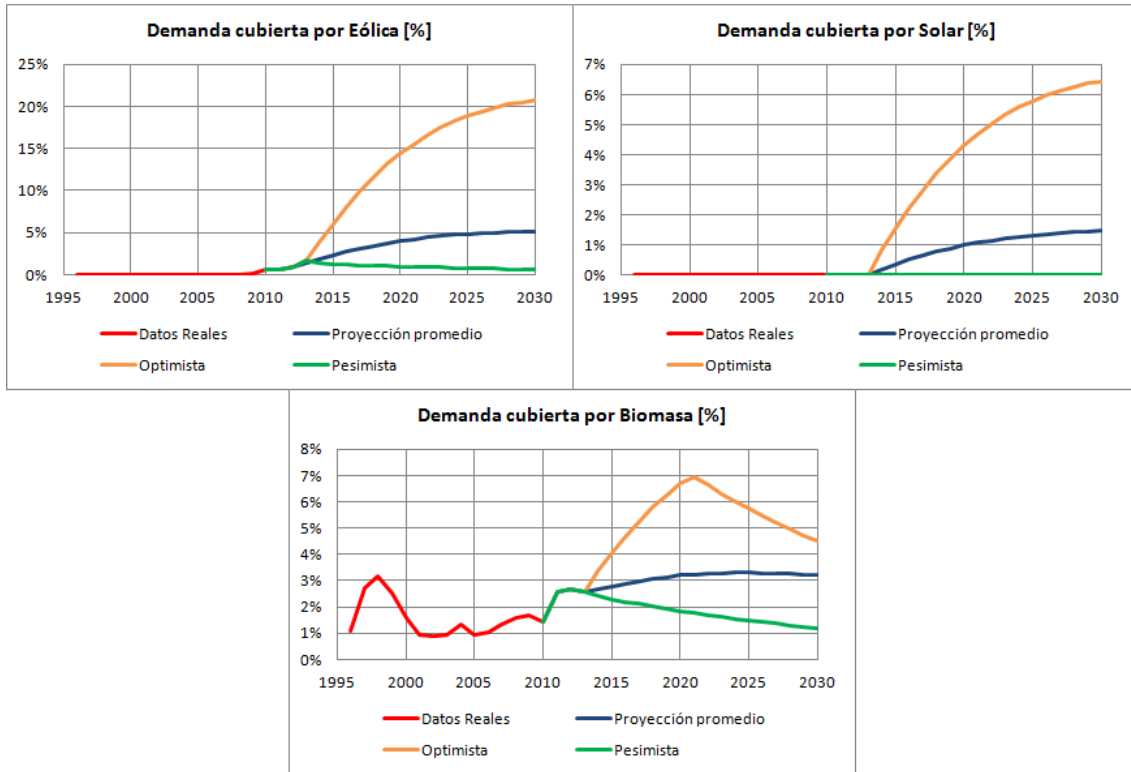 Demanda cubierta por Eólica [%]
25%
20%
15%
10%
5%
0%
1995 2000 2005 2010 2015 2020 2025 2030
Datos Reales Proyección promedio
Optimista Pesimista
Demanda cubierta por Solar [%]
7%
6%
5%
4%
3%
2%
1%
0%
1995 2000 2005 2010 2015 2020 2025 2030
Datos Reales Proyección promedio
Optimista Pesimista
Demanda cubierta por Biomasa [%]
8%
7%
6%
5%
4%
3%
2%
1%
0%
1995 2000 2005 2010 2015 2020 2025 2030
Datos Reales Proyección promedio
Optimista Pesimista